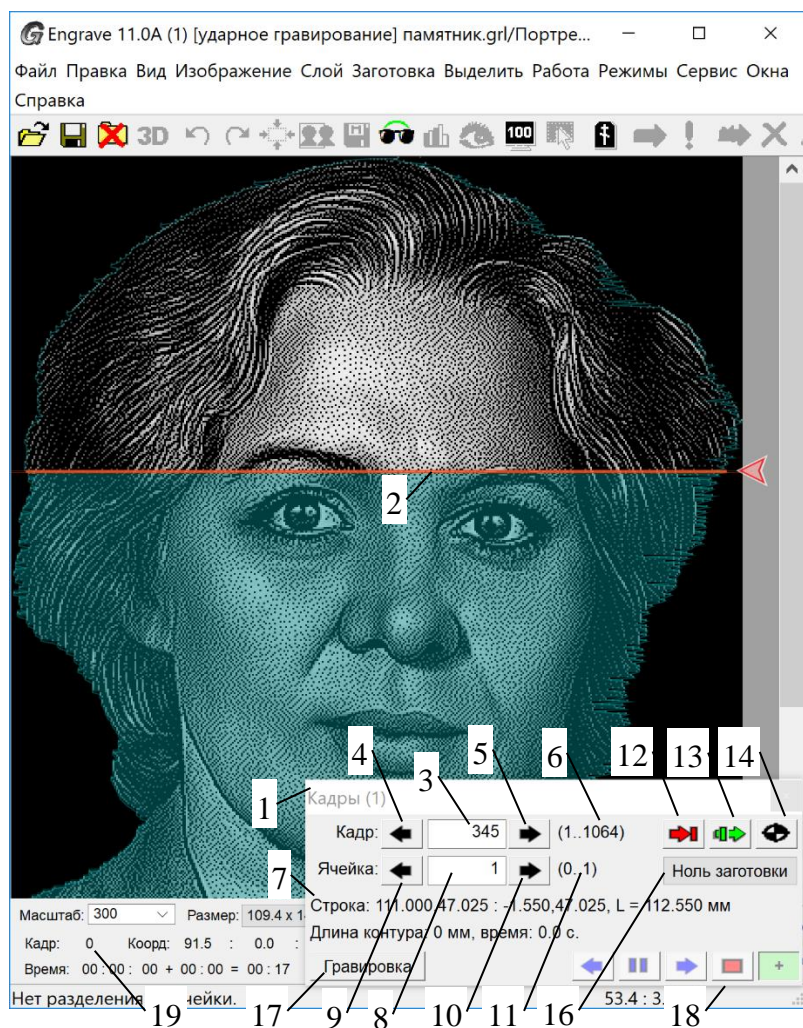 Engrave 11.0A (1) [ударное гравирование] памятник.grl/Портре...
Файл Правка Вид Изображение Слой Заготовка Выделить Работа Режимы Сервис Окна
Справка
3D
100
2
4
3
5
6
12
13
14
1
Кадры (1)
Кадр: 345 (1..1064)
Ячейка: 1 (0..1)
Ноль заготовки
7
Строка: 111.000,47.025 : -1.550,47.025, L = 112.550 мм
Длина контура: 0 мм, время: 0.0 с.
Гравировка
+
Масштаб: 300 Размер: 109.4 x 1
Кадр: 0 Коорд: 91.5 : 0.0 :
Время: 00 : 00 : 00 + 00 : 00 = 00 : 17
Нет разделения чейки. 53.4 : 3.
19
17
9
8
10
11
16
18